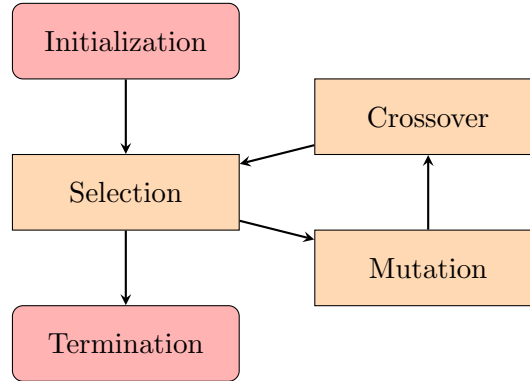 Initialization
Crossover
Selection
Mutation
Termination